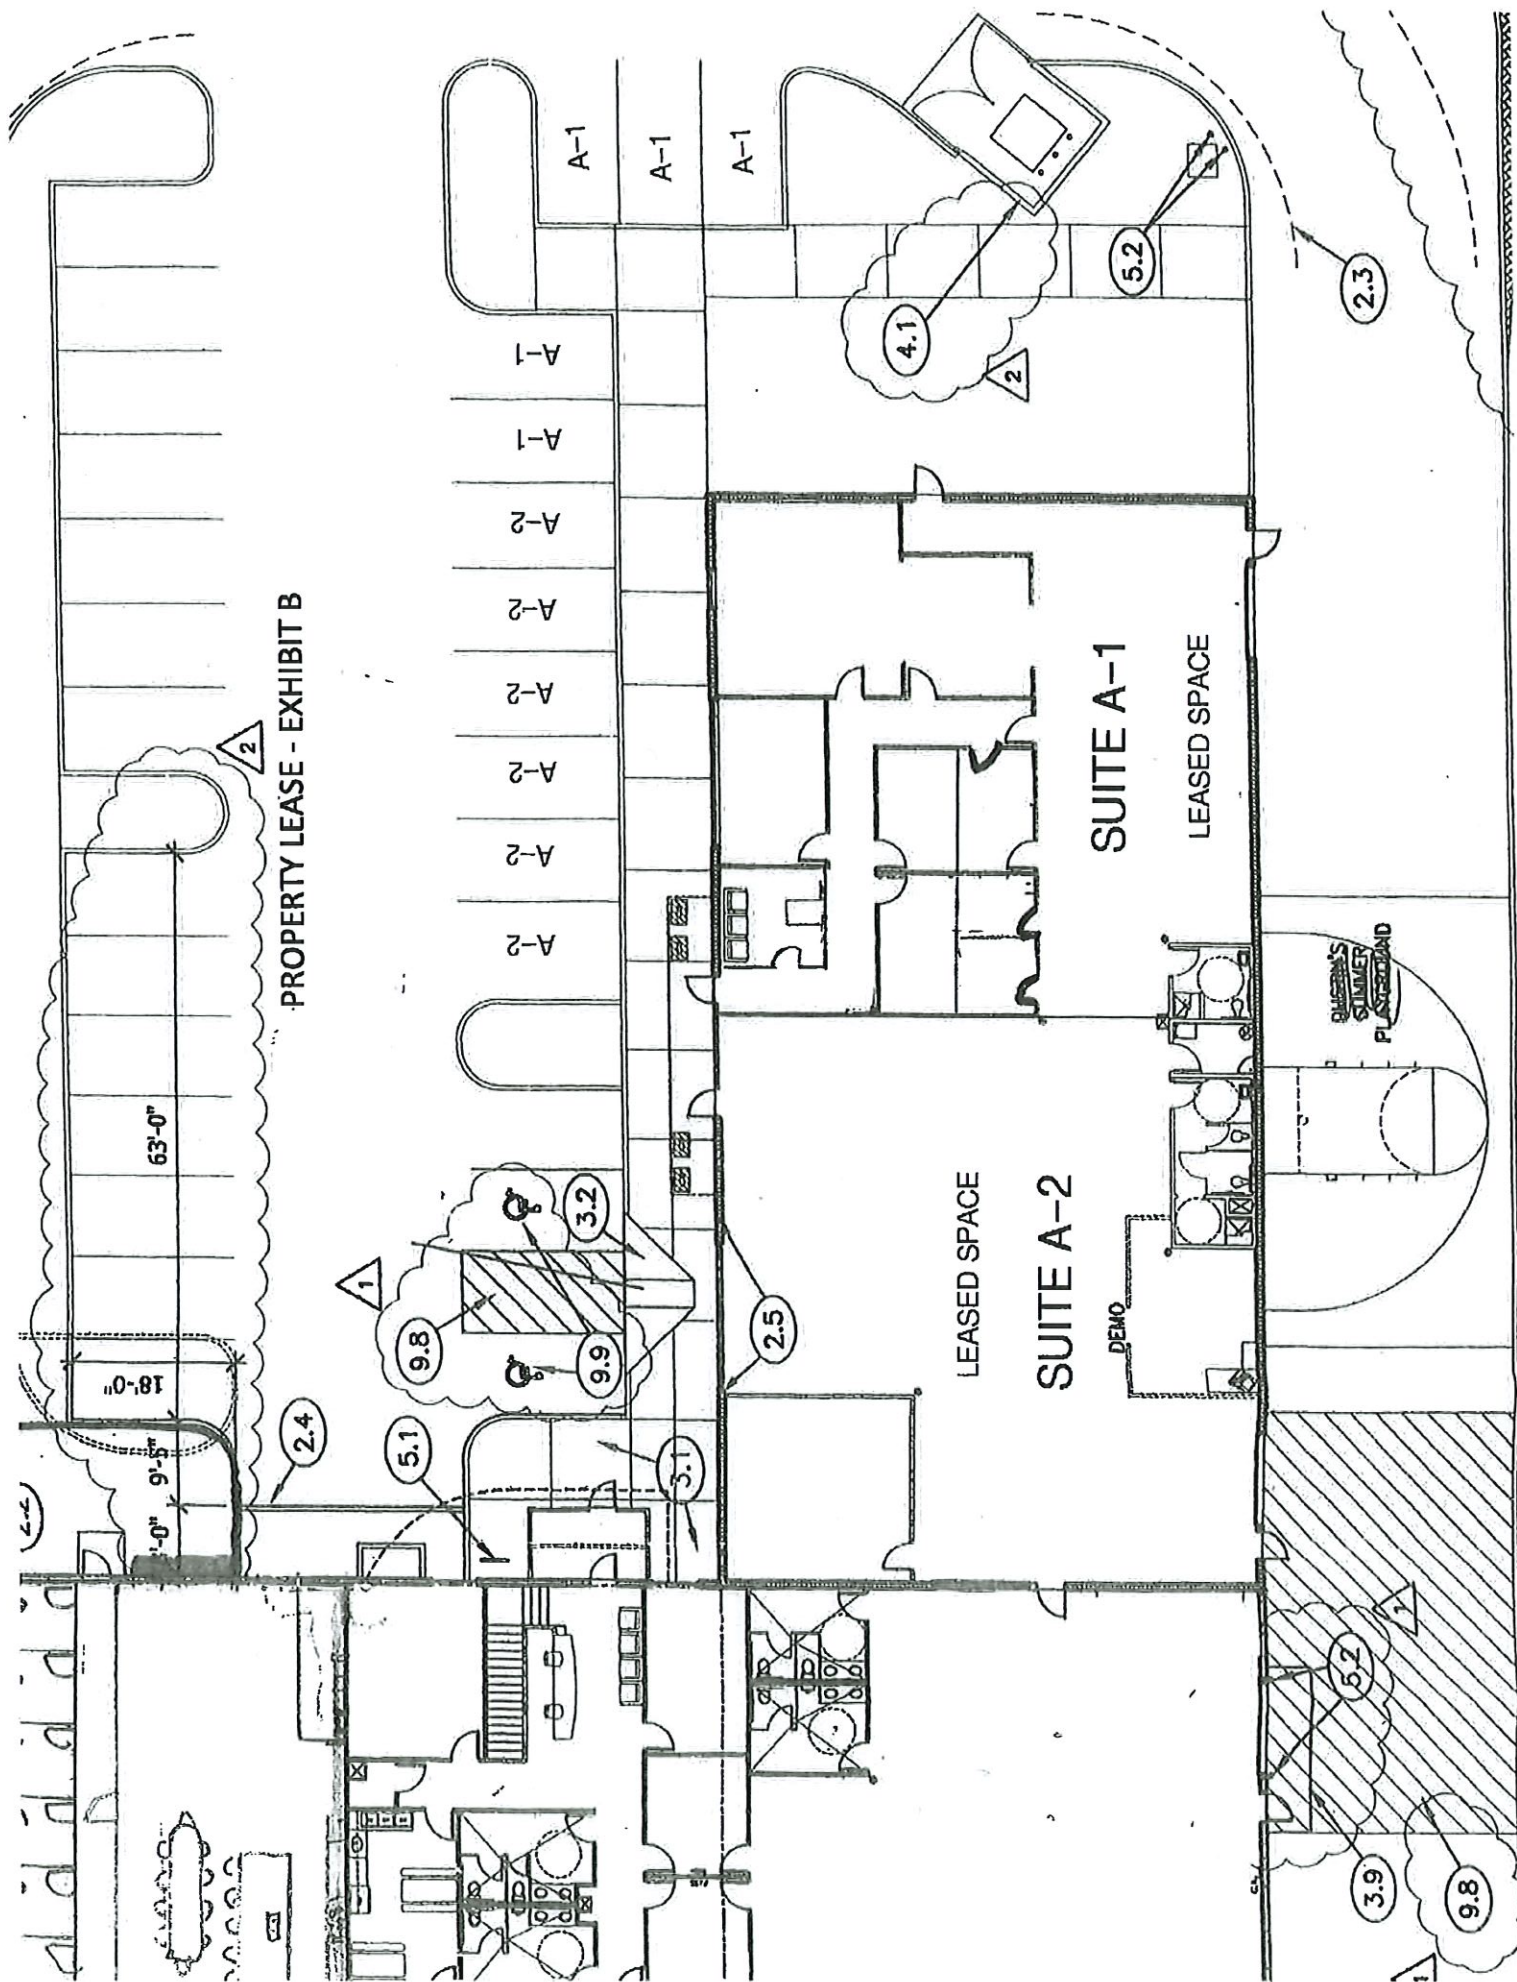 PROPERTY LEASE - EXHIBIT B
A-1
A-1
A-1
A-1
A-1
A-2
A-2
A-2
A-2
A-2
A-2
SUITE A-1
LEASED SPACE
LEASED SPACE
SUITE A-2
DEMO
SUMMER
PLAYGROUND
63'-0"
18'-0"
9'-5"
2
2
1
1
1
4.1
5.2
2.3
3.2
9.8
9.9
2.5
2.4
5.1
3.1
5.2
3.9
9.8